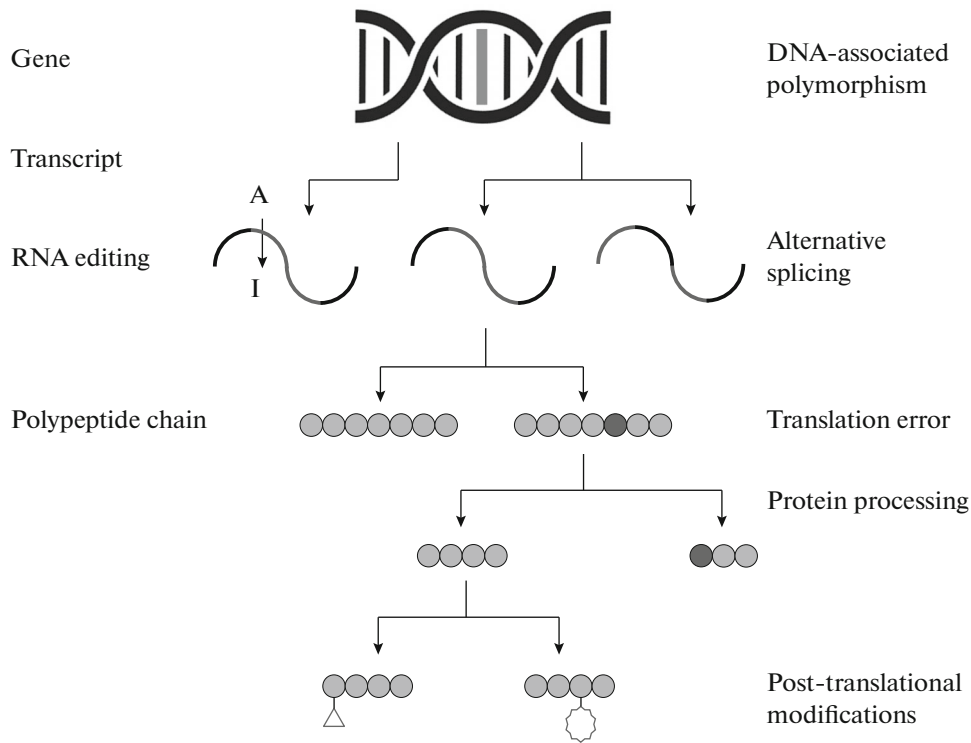 Gene
DNA-associated
polymorphism
Transcript
A
RNA editing
I
Alternative
splicing
Polypeptide chain
Translation error
Protein processing
Post-translational
modifications